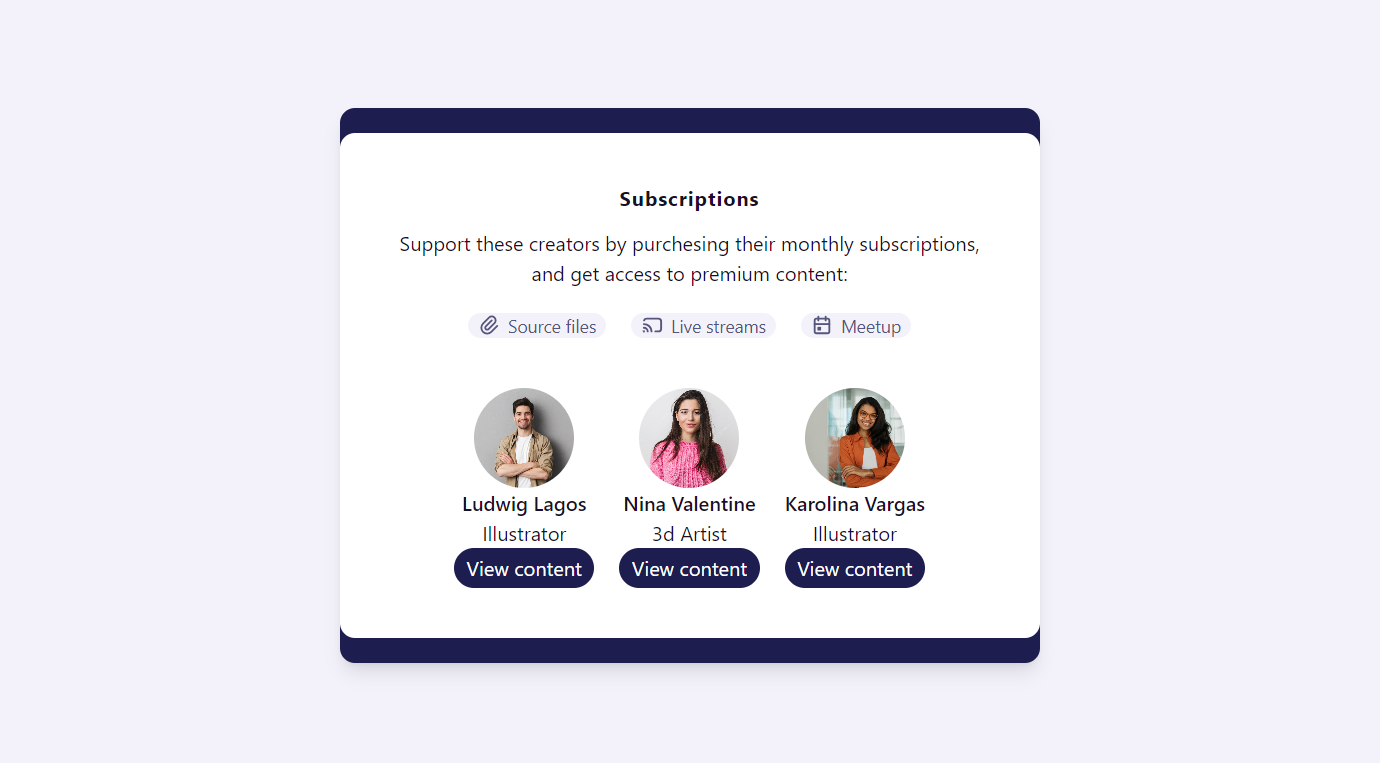 Subscriptions
Support these creators by purchesing their monthly subscriptions,
and get access to premium content:
Source files Live streams Meetup
Ludwig Lagos Nina Valentine Karolina Vargas
Illustrator 3d Artist Illustrator
View content View content View content